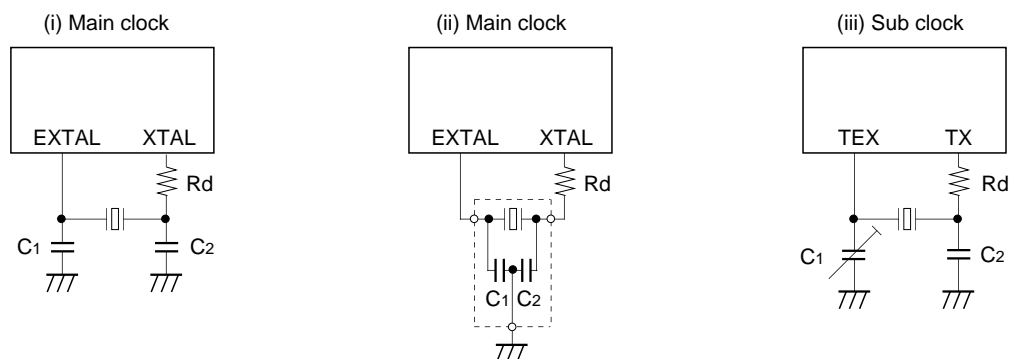 (i) Main clock
EXTAL XTAL
Rd
C1 C2
(ii) Main clock
EXTAL XTAL
Rd
C1 C2
(iii) Sub clock
TEX TX
Rd
C1 C2